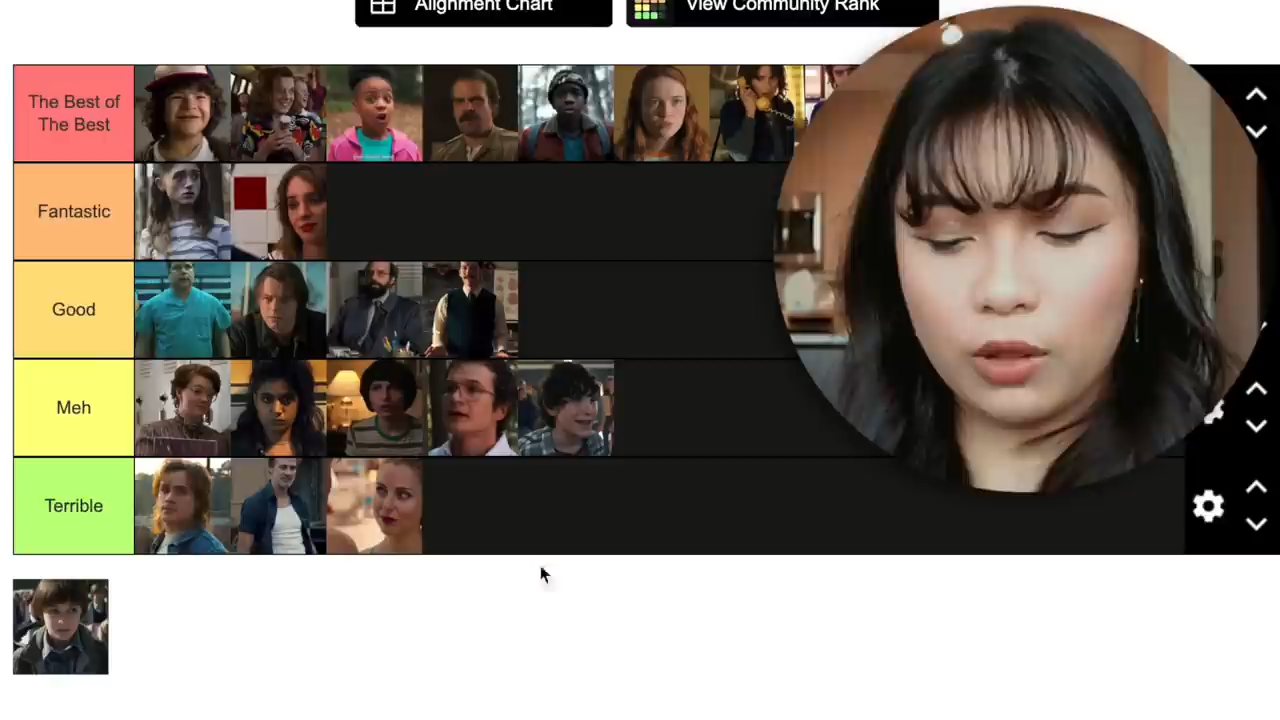 Alignment Chart
View Community Rank
The Best of
The Best
Fantastic
Good
Meh
Terrible